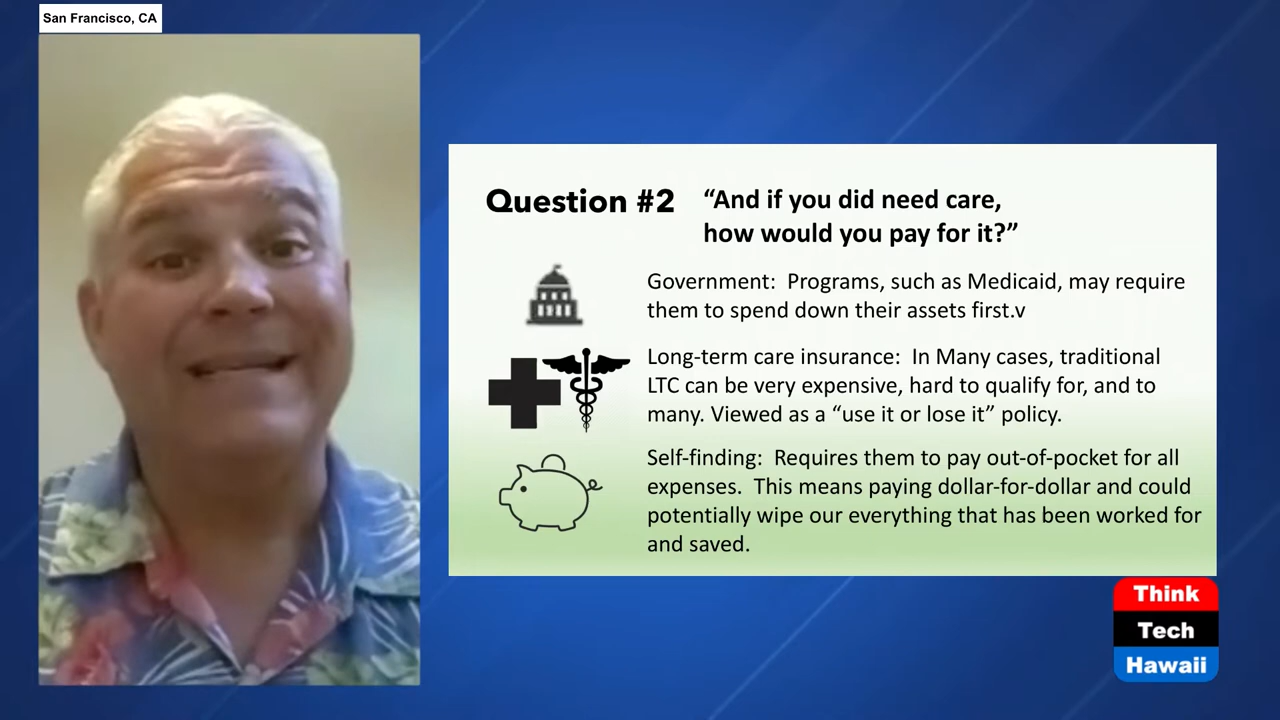 San Francisco, CA
Question #2
“And if you did need care,
how would you pay for it?”
Government: Programs, such as Medicaid, may require
them to spend down their assets first.v
Long-term care insurance: In Many cases, traditional
LTC can be very expensive, hard to qualify for, and to
many. Viewed as a “use it or lose it” policy.
Self-finding: Requires them to pay out-of-pocket for all
expenses. This means paying dollar-for-dollar and could
potentially wipe our everything that has been worked for
and saved.
Think
Tech
Hawaii